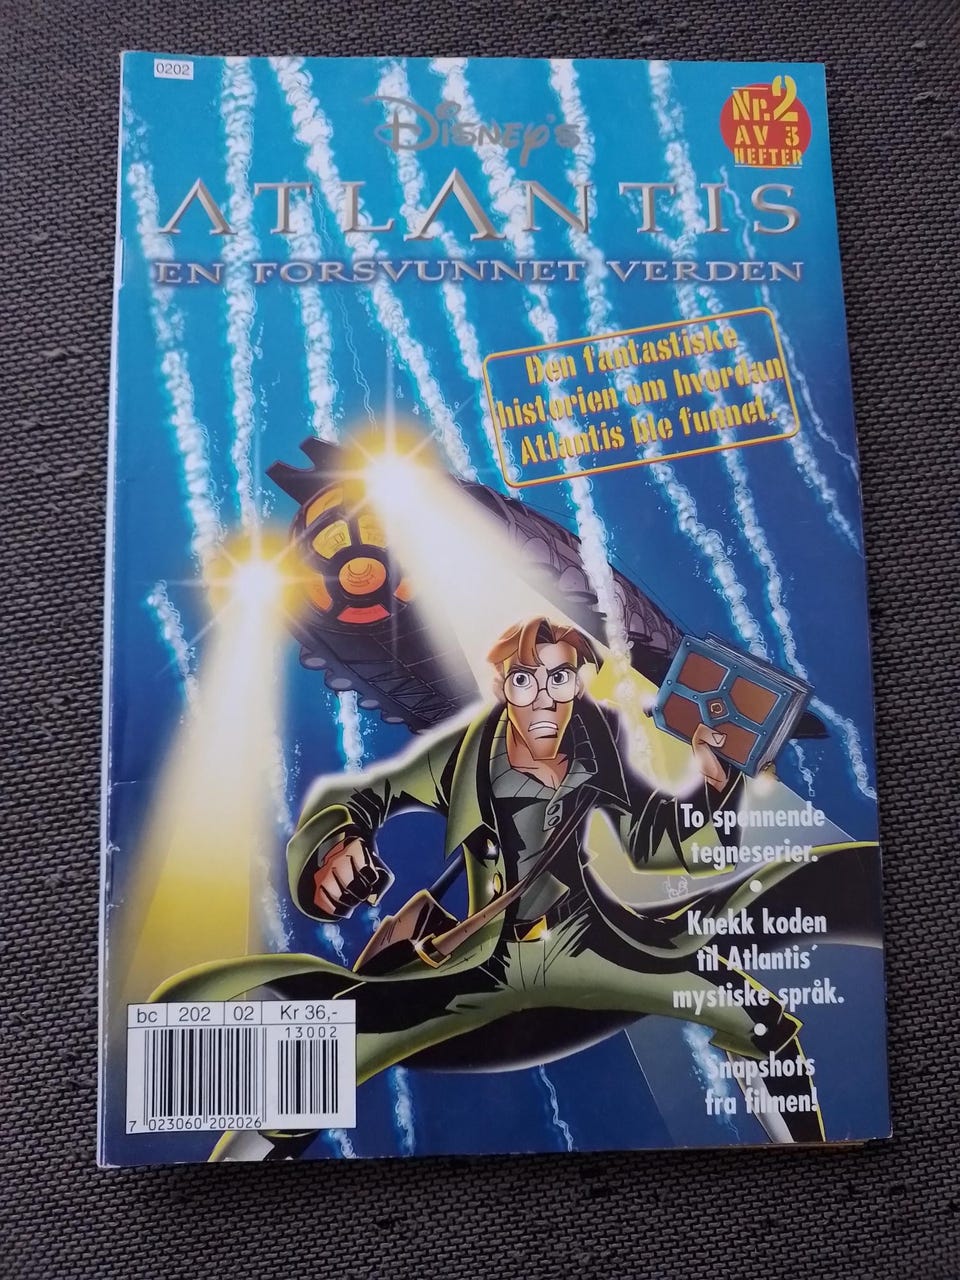 0202
Nr. 2
AV 3
HEFTER
Disney's
ATLANTIS
EN FORSVUNNET VERDEN
Den fantastiske
historien om hvordan
Atlantis ble funnet.
To spennende
tegneserier.
•
Knekk koden
til Atlantis´
mystiske språk.
•
Snapshots
fra filmen!
bc 202 02 Kr 36,-
13002
7 023060 202026